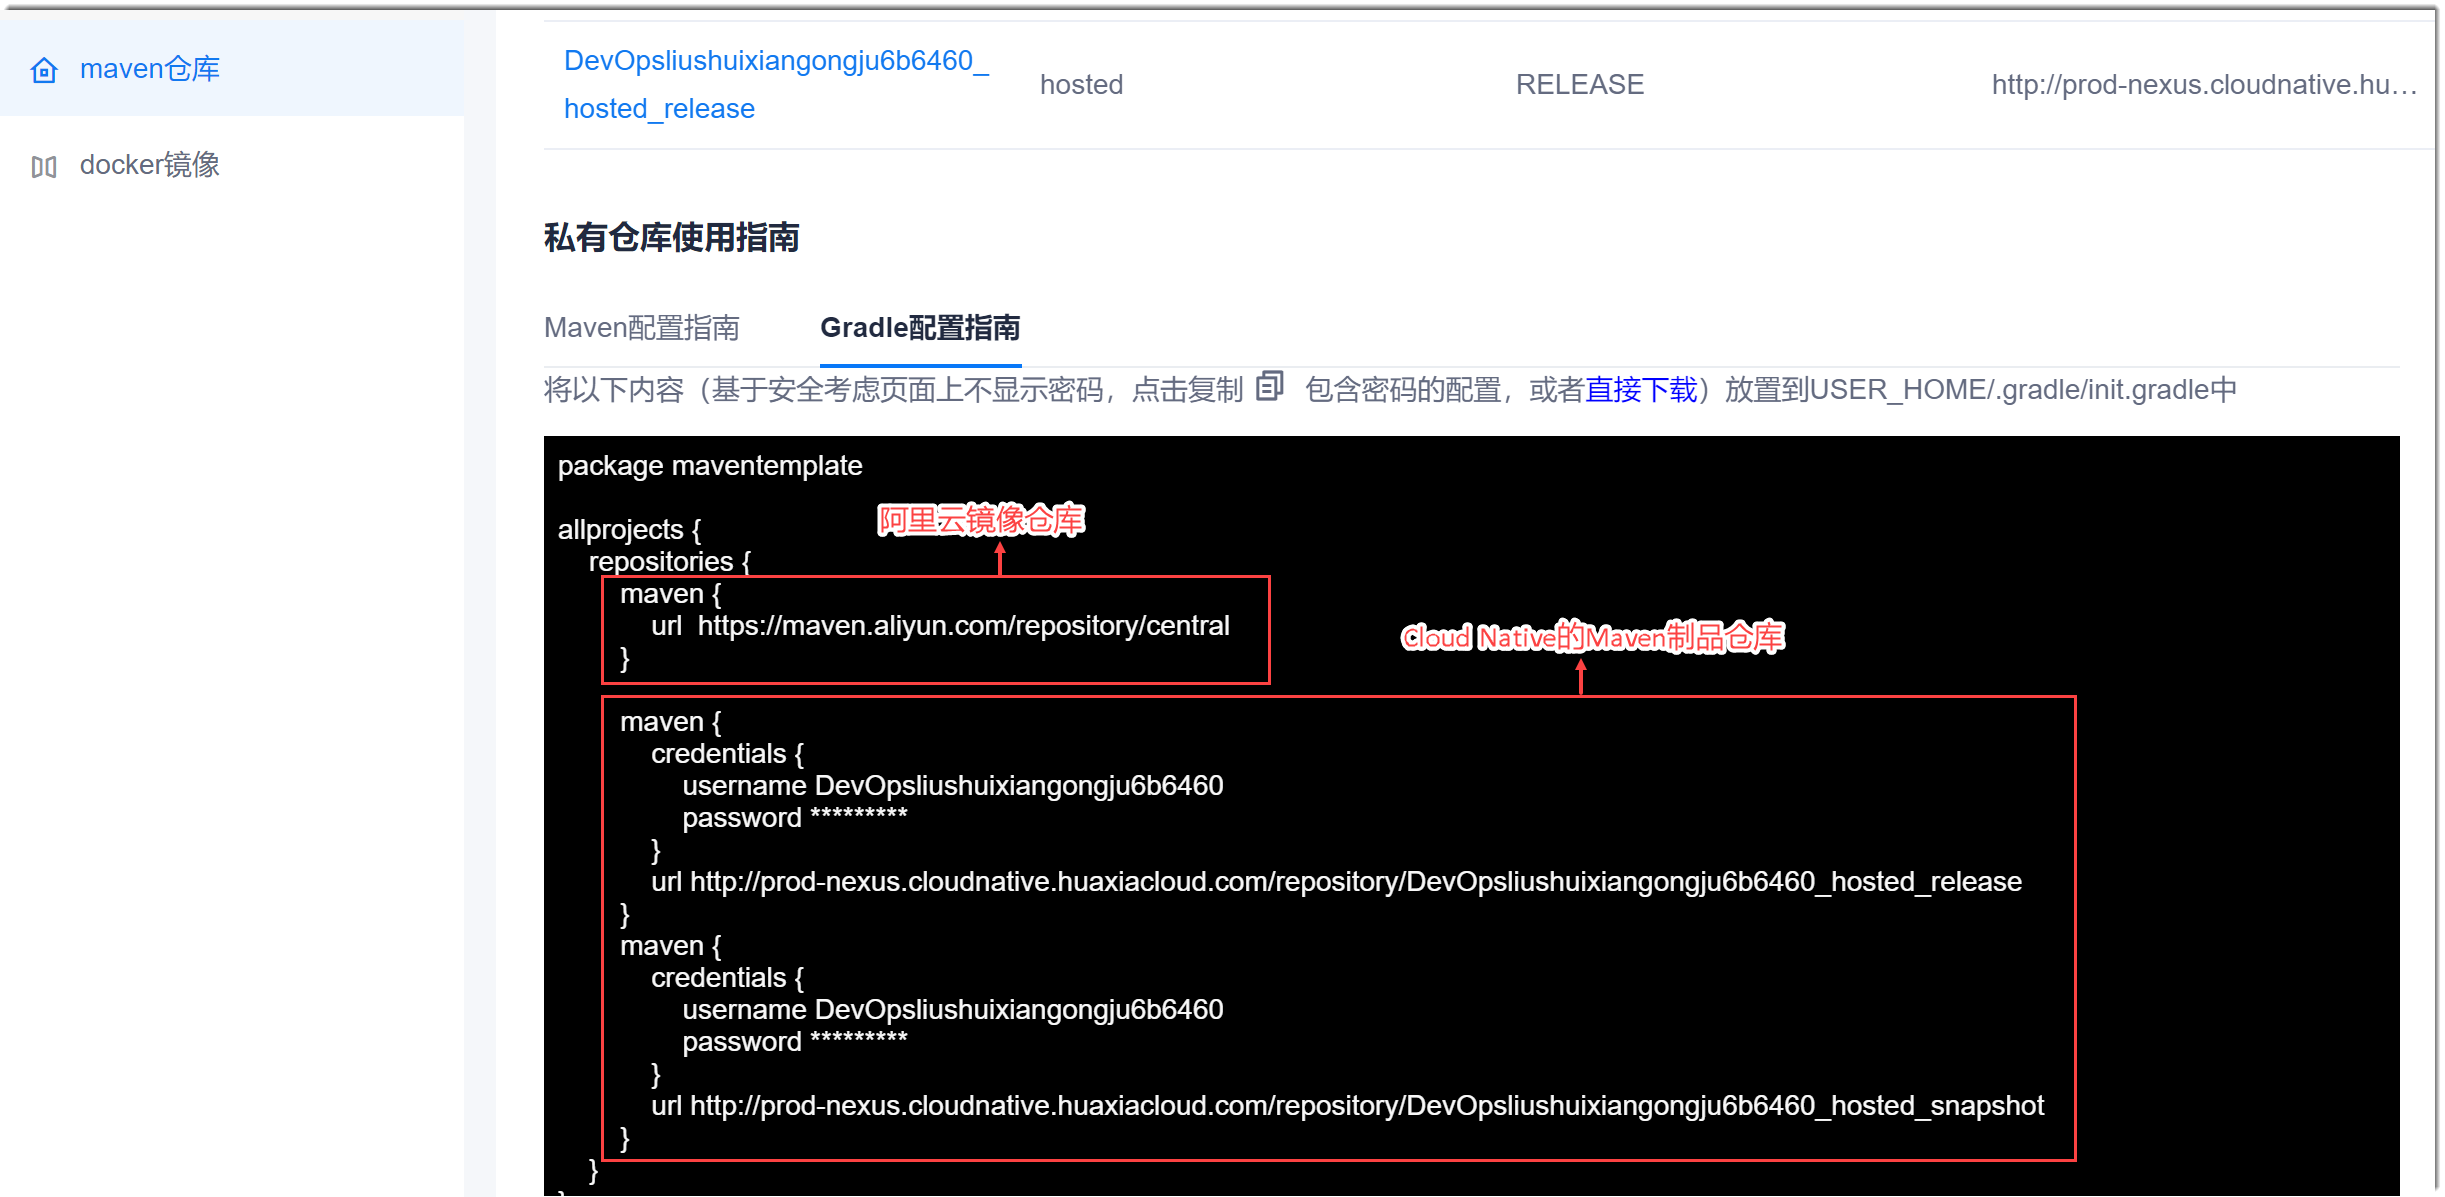 maven仓库
docker镜像
DevOpsliushuixiangongju6b6460_
hosted_release
hosted
RELEASE
http://prod-nexus.cloudnative.hu...
私有仓库使用指南
Maven配置指南
Gradle配置指南
将以下内容（基于安全考虑页面上不显示密码，点击复制 包含密码的配置，或者直接下载）放置到USER_HOME/.gradle/init.gradle中
package maventemplate
阿里云镜像仓库
allprojects {
repositories {
maven {
url  https://maven.aliyun.com/repository/central
}
Cloud Native的Maven制品仓库
maven {
credentials {
username DevOpsliushuixiangongju6b6460
password *********
}
url http://prod-nexus.cloudnative.huaxiacloud.com/repository/DevOpsliushuixiangongju6b6460_hosted_release
}
maven {
credentials {
username DevOpsliushuixiangongju6b6460
password *********
}
url http://prod-nexus.cloudnative.huaxiacloud.com/repository/DevOpsliushuixiangongju6b6460_hosted_snapshot
}
}
}